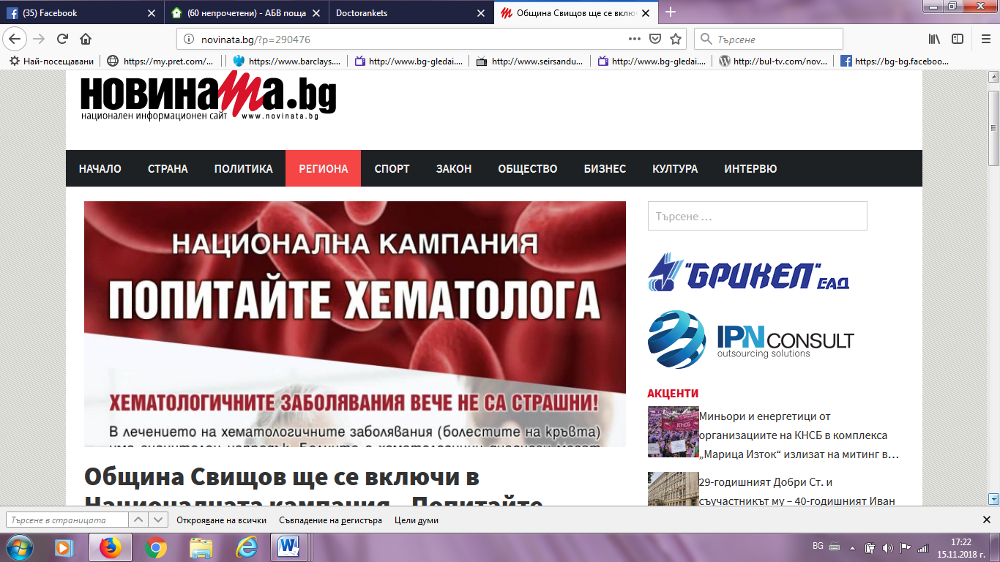 (35) Facebook
(60 непрочетени) - АБВ поща
Doctorankets
Община Свищов ще се включ
novinata.bg/?p=290476
Търсене
Най-посещавани
https://my.pret.com/...
https://www.barclays....
http://www.bg-gledai....
http://www.seirsandu...
http://www.bg-gledai....
http://bul-tv.com/nov...
https://bg-bg.faceboo...
новината.bg
национален информационен сайт www.novinata.bg
НАЧАЛО
СТРАНА
ПОЛИТИКА
РЕГИОНА
СПОРТ
ЗАКОН
ОБЩЕСТВО
БИЗНЕС
КУЛТУРА
ИНТЕРВЮ
НАЦИОНАЛНА КАМПАНИЯ
ПОПИТАЙТЕ ХЕМАТОЛОГА
ХЕМАТОЛОГИЧНИТЕ ЗАБОЛЯВАНИЯ ВЕЧЕ НЕ СА СТРАШНИ!
В лечението на хематологичните заболявания (болестите на кръвта)
Община Свищов ще се включи в
Националната кампания „Попитайте
Търсене …
"БРИКЕЛ" ЕАД
IPN CONSULT
outsourcing solutions
АКЦЕНТИ
КНСБ
Миньори и енергетици от
организациите на КНСБ в комплекса
„Марица Изток“ излизат на митинг в…
29-годишният Добри Ст. и
съучастникът му – 40-годишният Иван
Търсене в страницата
Открояване на всички
Съвпадение на регистъра
Цели думи
BG
17:22
15.11.2018 г.